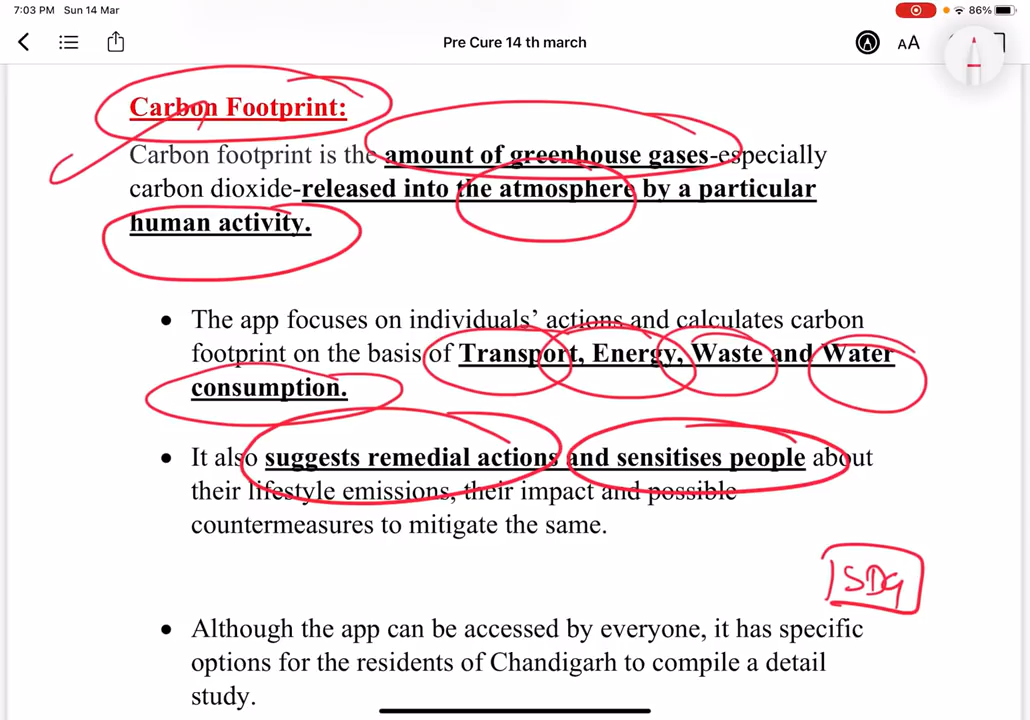 7:03 PM Sun 14 Mar 86%
Pre Cure 14 th march AA
Carbon Footprint:
Carbon footprint is the amount of greenhouse gases-especially
carbon dioxide-released into the atmosphere by a particular
human activity.
• The app focuses on individuals’ actions and calculates carbon
footprint on the basis of Transport, Energy, Waste and Water
consumption.
• It also suggests remedial actions and sensitises people about
their lifestyle emissions, their impact and possible
countermeasures to mitigate the same.
SDG
• Although the app can be accessed by everyone, it has specific
options for the residents of Chandigarh to compile a detail
study.